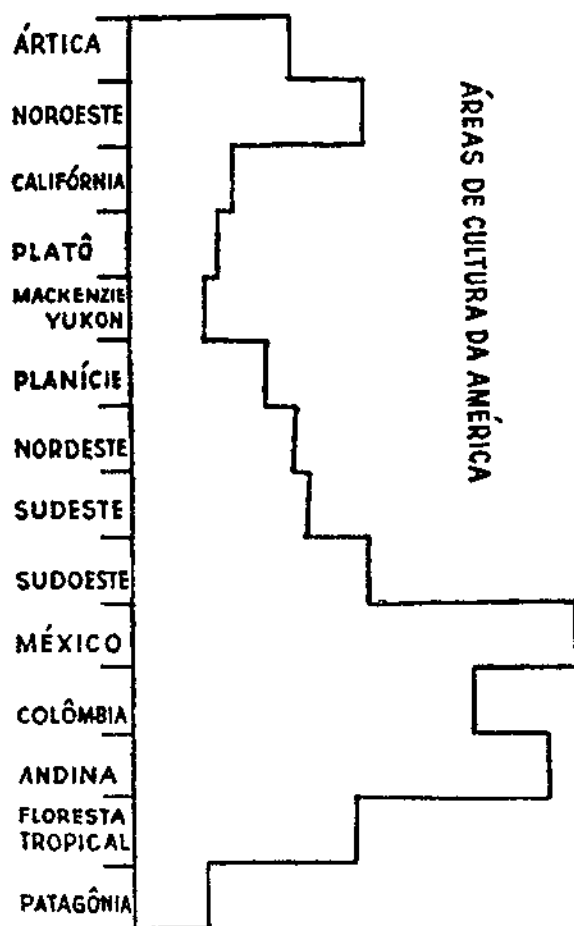 ÁRTICA
NOROESTE
CALIFÓRNIA
PLATÔ
MACKENZIE
YUKON
PLANÍCIE
NORDESTE
SUDESTE
SUDOESTE
MÉXICO
COLÔMBIA
ANDINA
FLORESTA
TROPICAL
PATAGÔNIA
ÁREAS DE CULTURA DA AMÉRICA